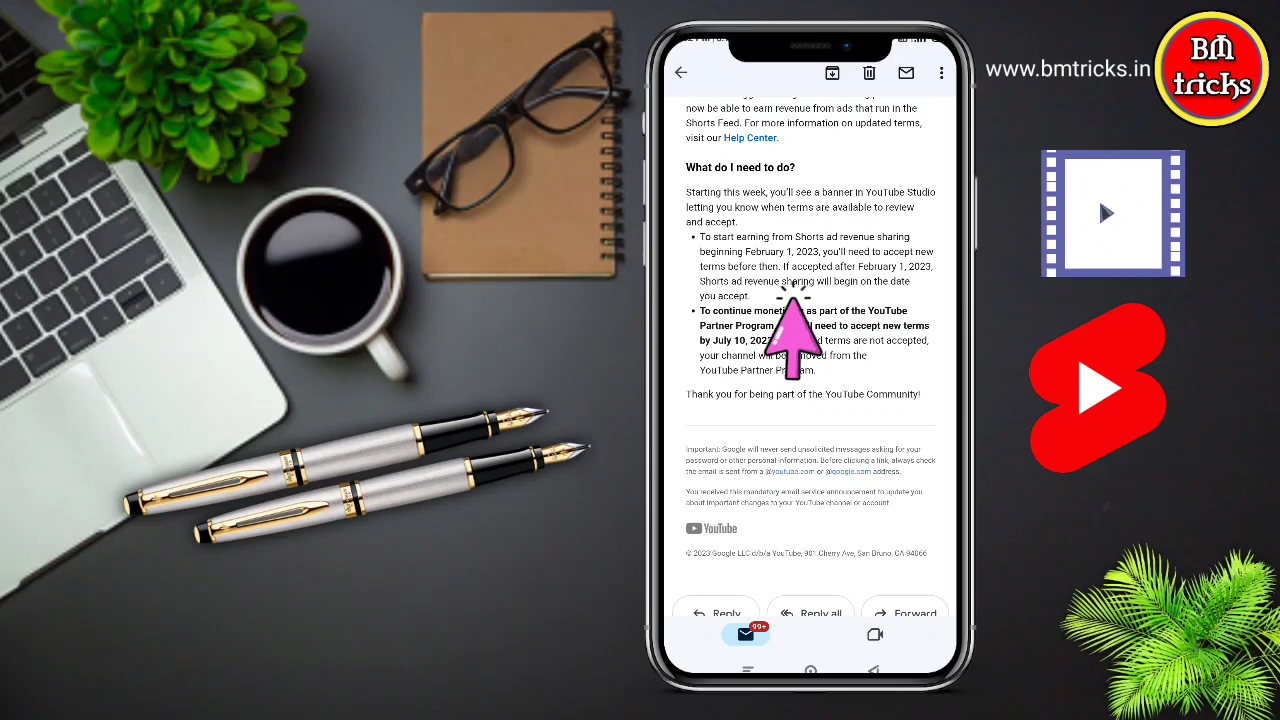 www.bmtricks.in
BM
tricks
now be able to earn revenue from ads that run in the
Shorts Feed. For more information on updated terms,
visit our Help Center.
What do I need to do?
Starting this week, you'll see a banner in YouTube Studio
letting you know when terms are available to review
and accept.
• To start earning from Shorts ad revenue sharing
beginning February 1, 2023, you'll need to accept new
terms before then. If accepted after February 1, 2023,
Shorts ad revenue sharing will begin on the date
you accept.
• To continue as part of the YouTube
Partner Program need to accept new terms
by July 10, terms are not accepted,
your channel from the
YouTube Partner
Thank you for being part of the YouTube Community!
Important: Google will never send unsolicited messages asking for your
password or other personal information. Before clicking a link, always check
the email is sent from a @youtube.com or @google.com address.
You received this mandatory email service announcement to update you
about important changes to your YouTube channel or account.
YouTube
© 2023 Google LLC d/b/a YouTube, 901 Cherry Ave, San Bruno, CA 94066
Reply Reply all Forward
99+